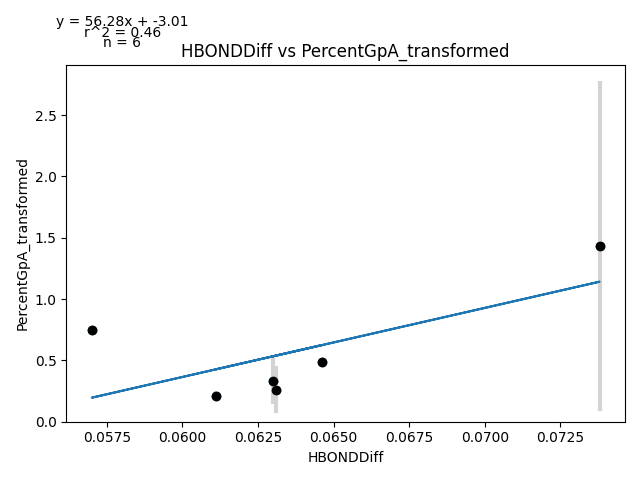 y = 56.28x + -3.01
r^2 = 0.46
n = 6
HBONDDiff vs PercentGpA_transformed
PercentGpA_transformed
2.5
2.0
1.5
1.0
0.5
0.0
0.0575 0.0600 0.0625 0.0650 0.0675 0.0700 0.0725
HBONDDiff